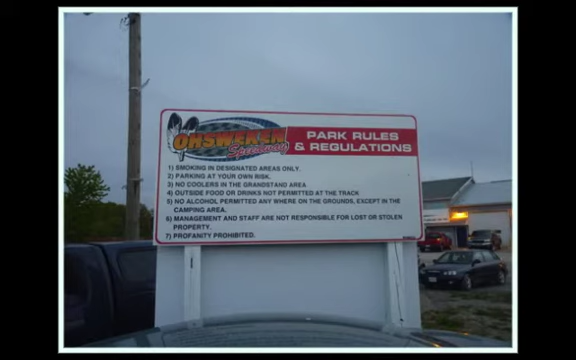 OHSWEKEN
Speedway
PARK RULES
& REGULATIONS
1) SMOKING IN DESIGNATED AREAS ONLY.
2) PARKING AT YOUR OWN RISK.
3) NO COOLERS IN THE GRANDSTAND AREA
4) OUTSIDE FOOD OR DRINKS NOT PERMITTED AT THE TRACK
5) NO ALCOHOL PERMITTED ANY WHERE ON THE GROUNDS, EXCEPT IN THE
CAMPING AREA.
6) MANAGEMENT AND STAFF ARE NOT RESPONSIBLE FOR LOST OR STOLEN
PROPERTY.
7) PROFANITY PROHIBITED.